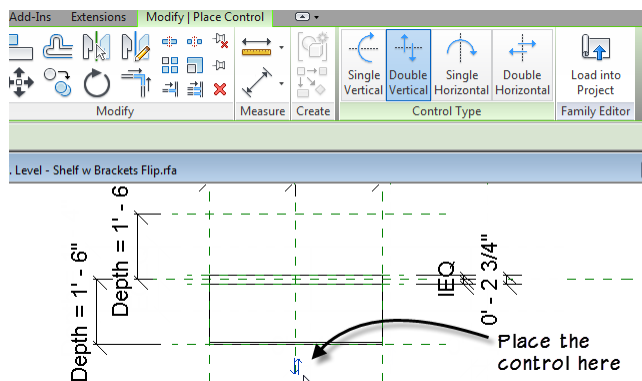 Add-Ins Extensions Modify | Place Control
Single Vertical Double Vertical Single Horizontal Double Horizontal Load into Project
Modify Measure Create Control Type Family Editor
. Level - Shelf w Brackets Flip.rfa
Depth = 1' - 6"
Depth = 1' - 6
IEQ
0' - 2 3/4"
Place the
control here